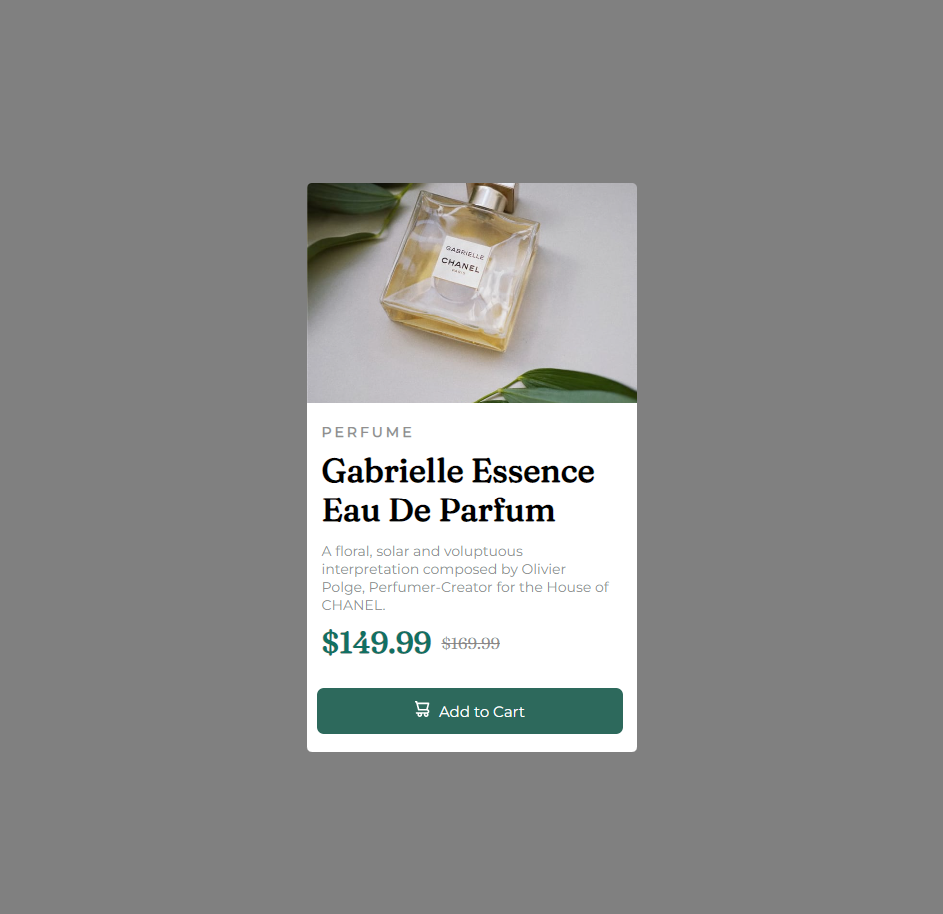 GABRIELLE
CHANEL
PARIS
PERFUME
Gabrielle Essence
Eau De Parfum
A floral, solar and voluptuous
interpretation composed by Olivier
Polge, Perfumer-Creator for the House of
CHANEL.
$149.99 $169.99
Add to Cart